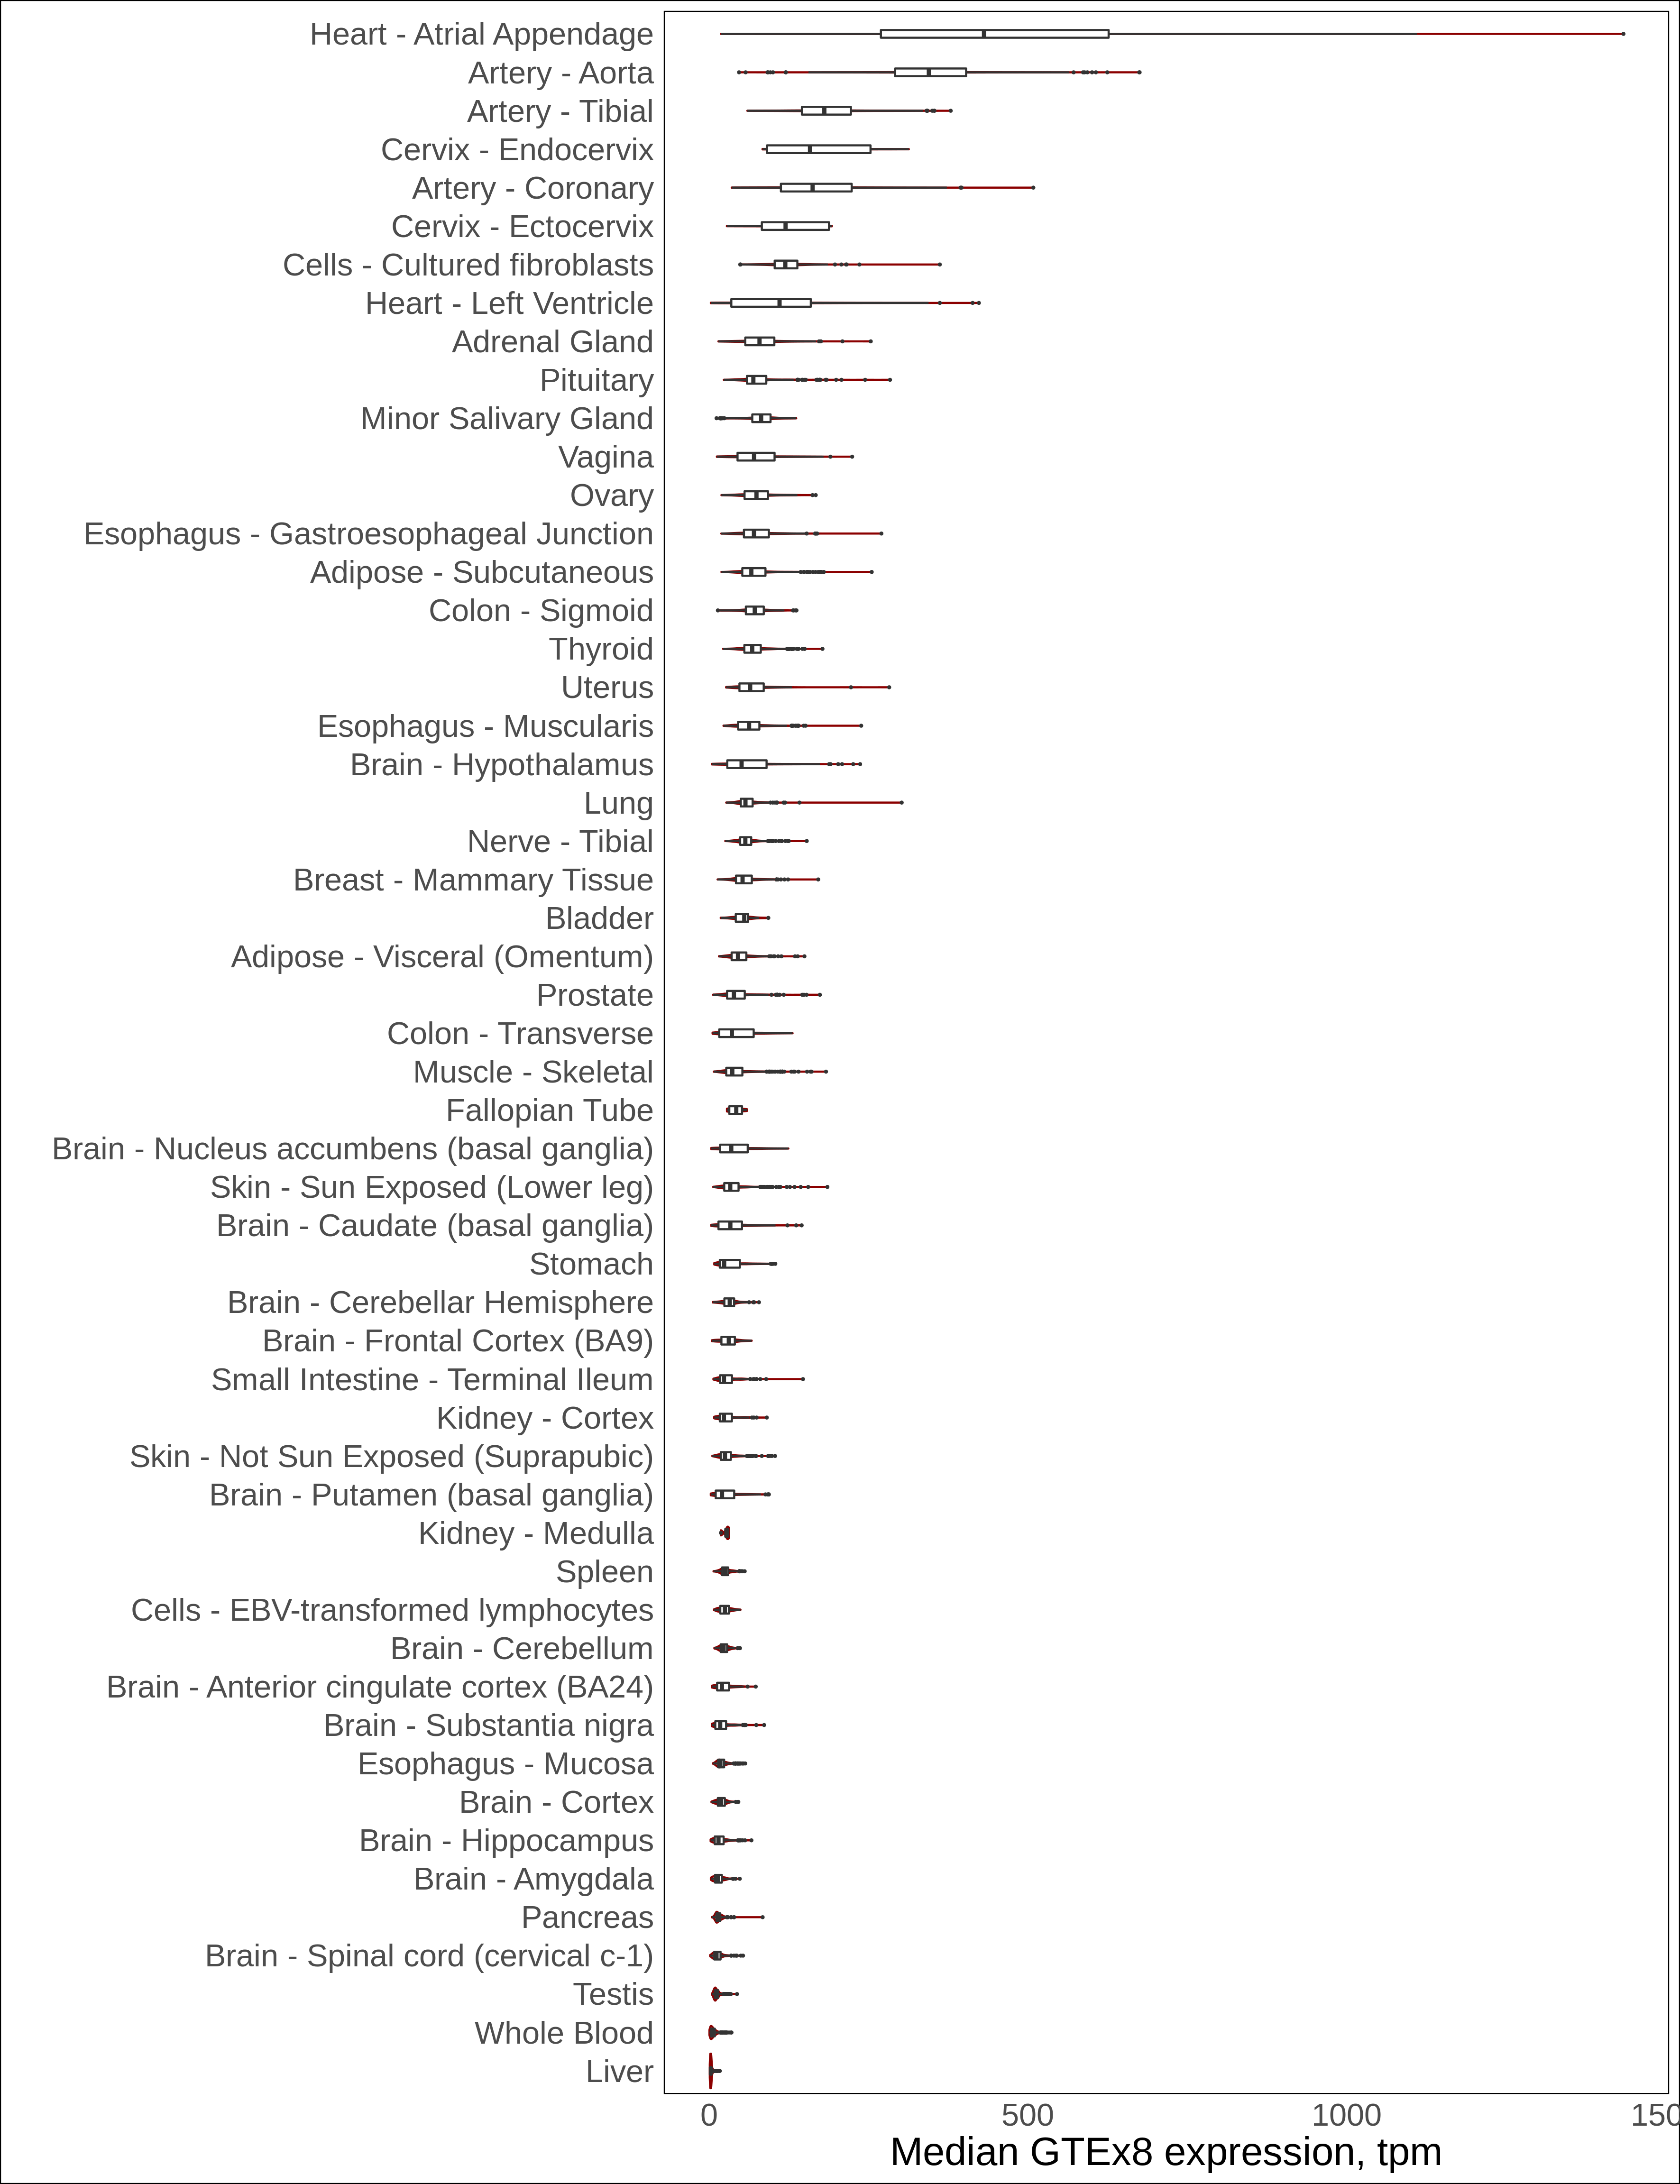 Heart - Atrial Appendage
Artery - Aorta
Artery - Tibial
Cervix - Endocervix
Artery - Coronary
Cervix - Ectocervix
Cells - Cultured fibroblasts
Heart - Left Ventricle
Adrenal Gland
Pituitary
Minor Salivary Gland
Vagina
Ovary
Esophagus - Gastroesophageal Junction
Adipose - Subcutaneous
Colon - Sigmoid
Thyroid
Uterus
Esophagus - Muscularis
Brain - Hypothalamus
Lung
Nerve - Tibial
Breast - Mammary Tissue
Bladder
Adipose - Visceral (Omentum)
Prostate
Colon - Transverse
Muscle - Skeletal
Fallopian Tube
Brain - Nucleus accumbens (basal ganglia)
Skin - Sun Exposed (Lower leg)
Brain - Caudate (basal ganglia)
Stomach
Brain - Cerebellar Hemisphere
Brain - Frontal Cortex (BA9)
Small Intestine - Terminal Ileum
Kidney - Cortex
Skin - Not Sun Exposed (Suprapubic)
Brain - Putamen (basal ganglia)
Kidney - Medulla
Spleen
Cells - EBV-transformed lymphocytes
Brain - Cerebellum
Brain - Anterior cingulate cortex (BA24)
Brain - Substantia nigra
Esophagus - Mucosa
Brain - Cortex
Brain - Hippocampus
Brain - Amygdala
Pancreas
Brain - Spinal cord (cervical c-1)
Testis
Whole Blood
Liver
0 500 1000 150
Median GTEx8 expression, tpm